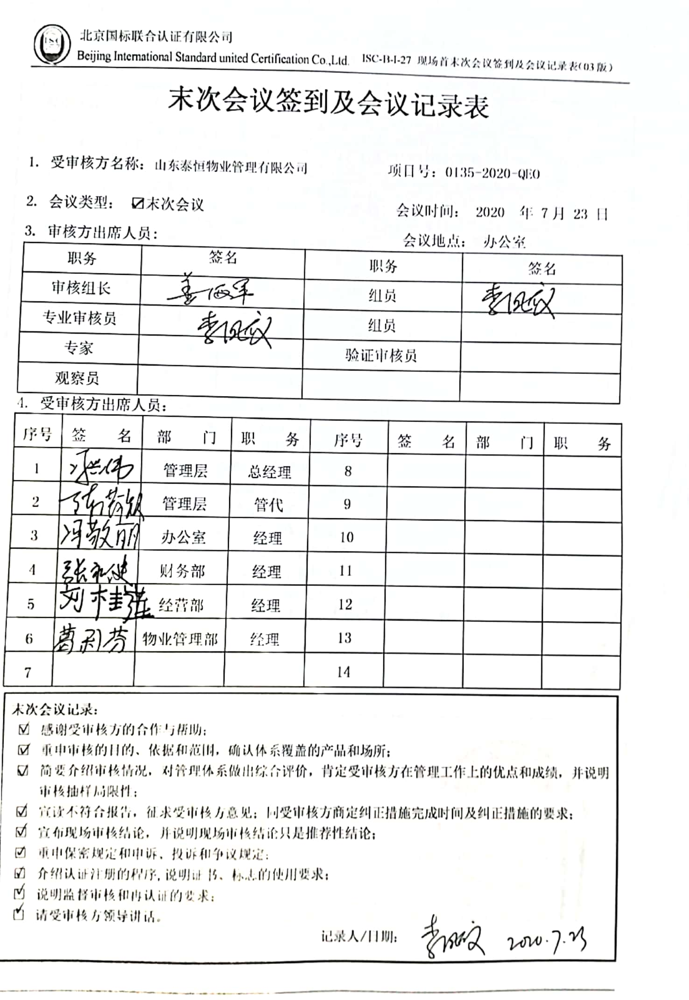 ISC
北京国标联合认证有限公司
Beijing International Standard united Certification Co.,Ltd. ISC-B-I-27 现场首末次会议签到及会议记录表(03版)
末次会议签到及会议记录表
1. 受审核方名称：山东泰恒物业管理有限公司 项目号：0135-2020-QEO
2. 会议类型： ☑末次会议 会议时间： 2020 年 7 月 23 日
3. 审核方出席人员： 会议地点： 办公室
职务 签名 职务 签名
审核组长 姜海军 组员
专业审核员 组员
专家 验证审核员
观察员
4. 受审核方出席人员：
序号 签 名 部 门 职 务 序号 签 名 部 门 职 务
1 管理层 总经理 8
2 管理层 管代 9
3 冯敬丽 办公室 经理 10
4 财务部 经理 11
5 刘桂莲 经营部 经理 12
6 葛利芬 物业管理部 经理 13
7 14
末次会议记录：
☑ 感谢受审核方的合作与帮助；
☑ 重申审核的目的、依据和范围，确认体系覆盖的产品和场所；
☑ 简要介绍审核情况，对管理体系做出综合评价，肯定受审核方在管理工作上的优点和成绩，并说明
审核抽样局限性；
☑ 宣读不符合报告，征求受审核方意见；同受审核方商定纠正措施完成时间及纠正措施的要求；
☑ 宣布现场审核结论，并说明现场审核结论只是推荐性结论；
☑ 重申保密规定和申诉、投诉和争议规定；
☑ 介绍认证注册的程序,说明证书、标志的使用要求；
☑ 说明监督审核和再认证的要求；
☑ 请受审核方领导讲话。
记录人/日期： 2020.7.23